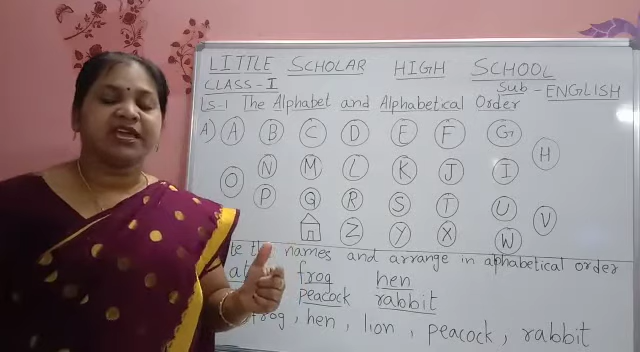 LITTLE SCHOLAR HIGH SCHOOL
CLASS-I Sub - ENGLISH
Ls-1 The Alphabet and Alphabetical Order
A) A B C D E F G
H
O N M L K J I
P Q R S T U V
Z Y X W
the names and arrange in alphabetical order
frog hen
peacock rabbit
frog, hen, lion, peacock, rabbit